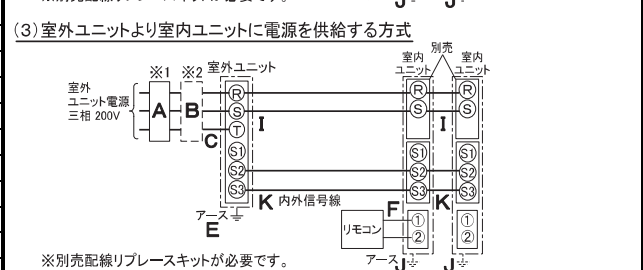 J J
(3)室外ユニットより室内ユニットに電源を供給する方式
別売
※1 ※2 室外ユニット 室内ユニット 室内ユニット
室外
ユニット電源
三相 200V
A B C
R R R
S I S I S
T
S1 S1 S1
S2 S2 S2
S3 K 内外信号線 S3 K S3
アース
E
リモコン F ① ①
② ②
アース J J
※別売配線リプレースキットが必要です。